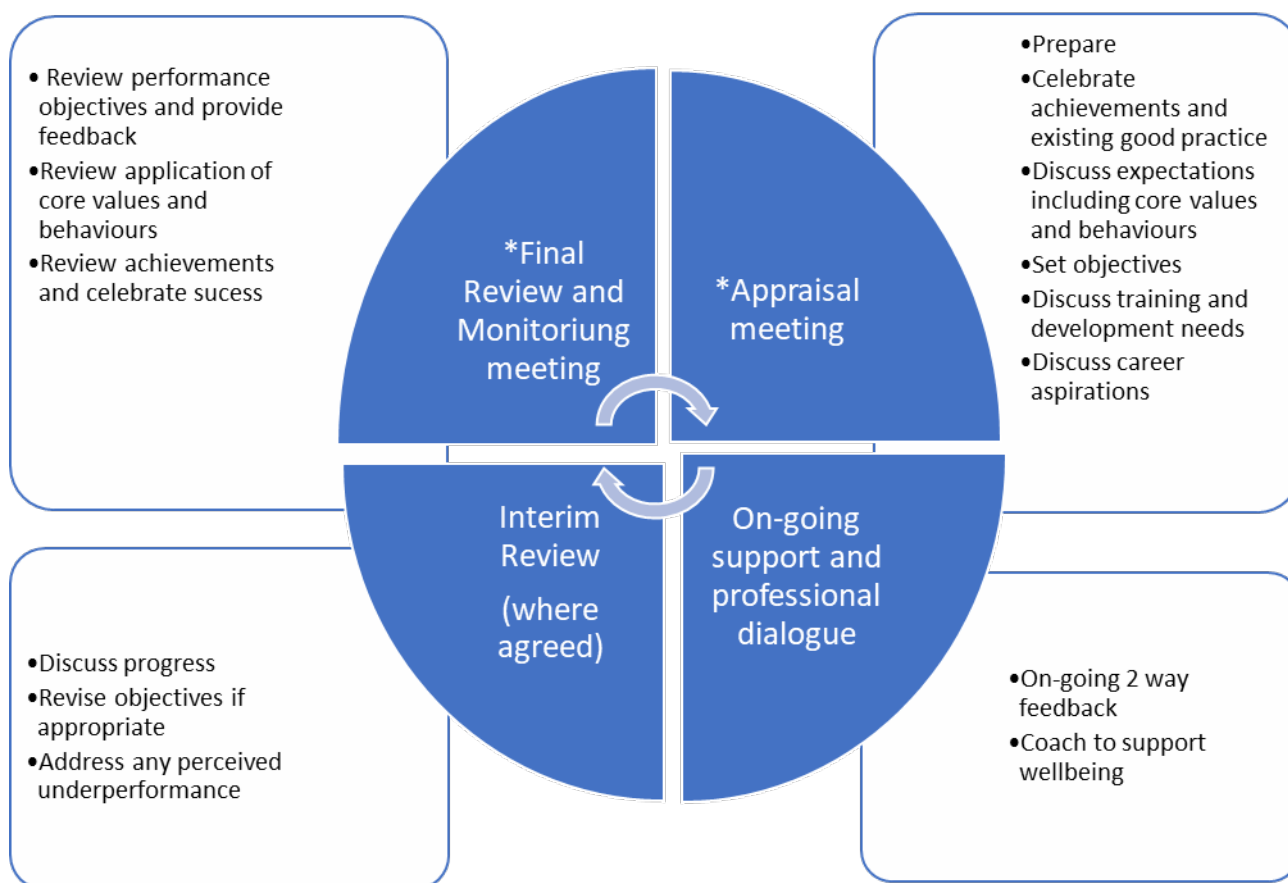 • Review performance
objectives and provide
feedback
•Review application of
core values and
behaviours
•Review achievements
and celebrate sucess
*Final
Review and
Monitoriung
meeting
*Appraisal
meeting
•Prepare
•Celebrate
achievements and
existing good practice
•Discuss expectations
including core values
and behaviours
•Set objectives
•Discuss training and
development needs
•Discuss career
aspirations
•Discuss progress
•Revise objectives if
appropriate
•Address any perceived
underperformance
Interim
Review
(where
agreed)
On-going
support and
professional
dialogue
•On-going 2 way
feedback
•Coach to support
wellbeing